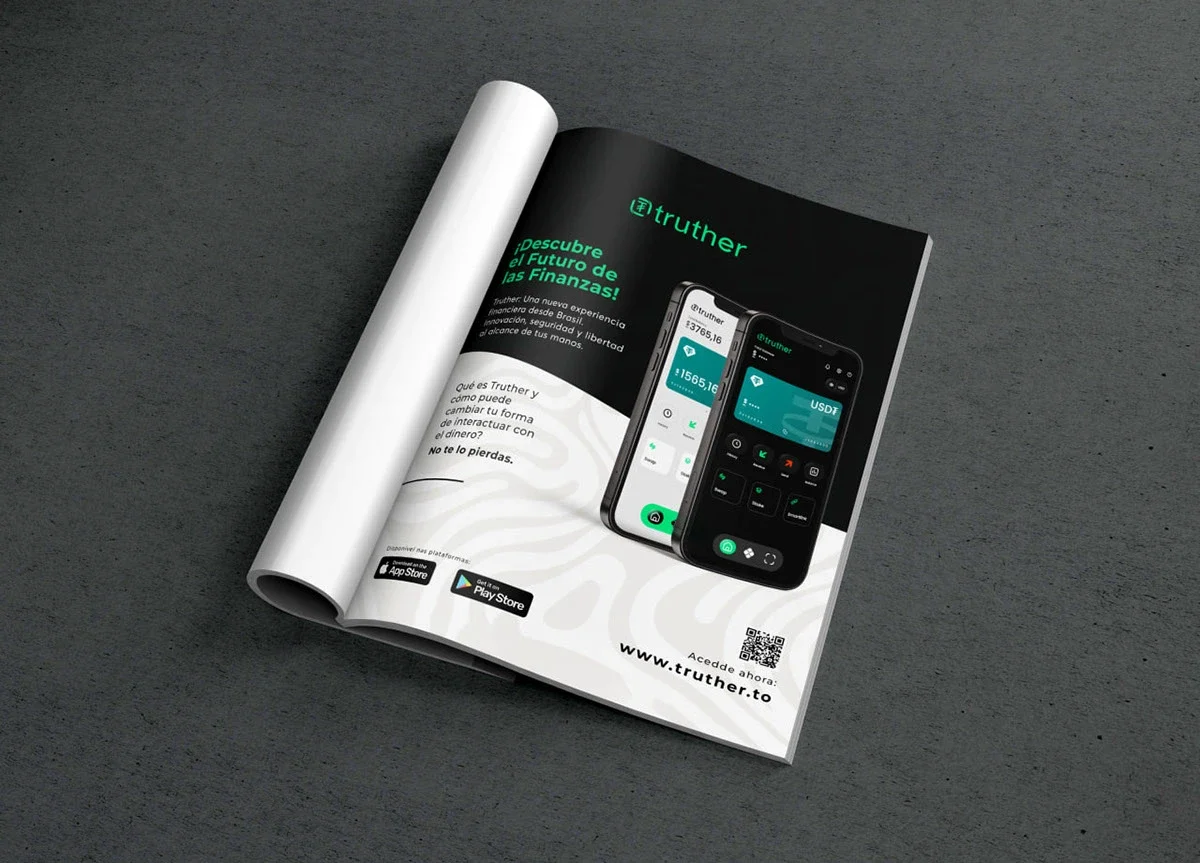 truther
¡Descubre
el Futuro de
las Finanzas!
Truther: Una nueva experiencia
financiera desde Brasil.
Innovación, seguridad y libertad
al alcance de tus manos.
Qué es Truther y
cómo puede
cambiar tu forma
de interactuar con
el dinero?
No te lo pierdas.
truther
3765,16
1565,16
Swap
truther
USD₮
Swap
Stake
Disponível nas plataformas:
Download on the
App Store
Get it on
Play Store
Acedde ahora:
www.truther.to